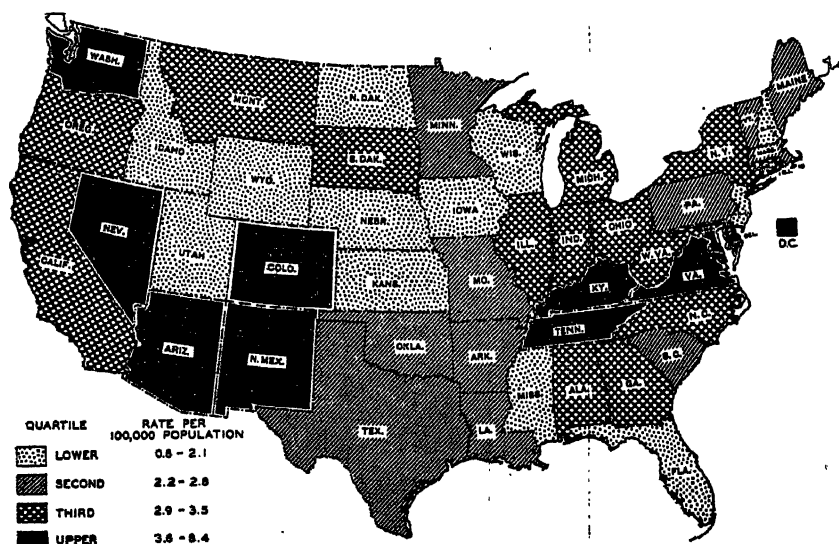 WASH.
MONT.
N. DAK.
MINN.
MAINE
OREG.
IDAHO
S. DAK.
WIS.
MICH.
N.Y.
WYO.
NEBR.
IOWA
PA.
NEV.
UTAH
COLO.
KANS.
MO.
ILL.
IND.
OHIO
W. VA.
VA.
DEL.
D.C.
CALIF.
KY.
N. C.
ARIZ.
N. MEX.
OKLA.
ARK.
TENN.
S. C.
TEX.
LA.
MISS.
ALA.
GA.
FLA.
QUARTILE RATE PER
100,000 POPULATION
LOWER 0.8 - 2.1
SECOND 2.2 - 2.8
THIRD 2.9 - 3.5
UPPER 3.6 - 8.4